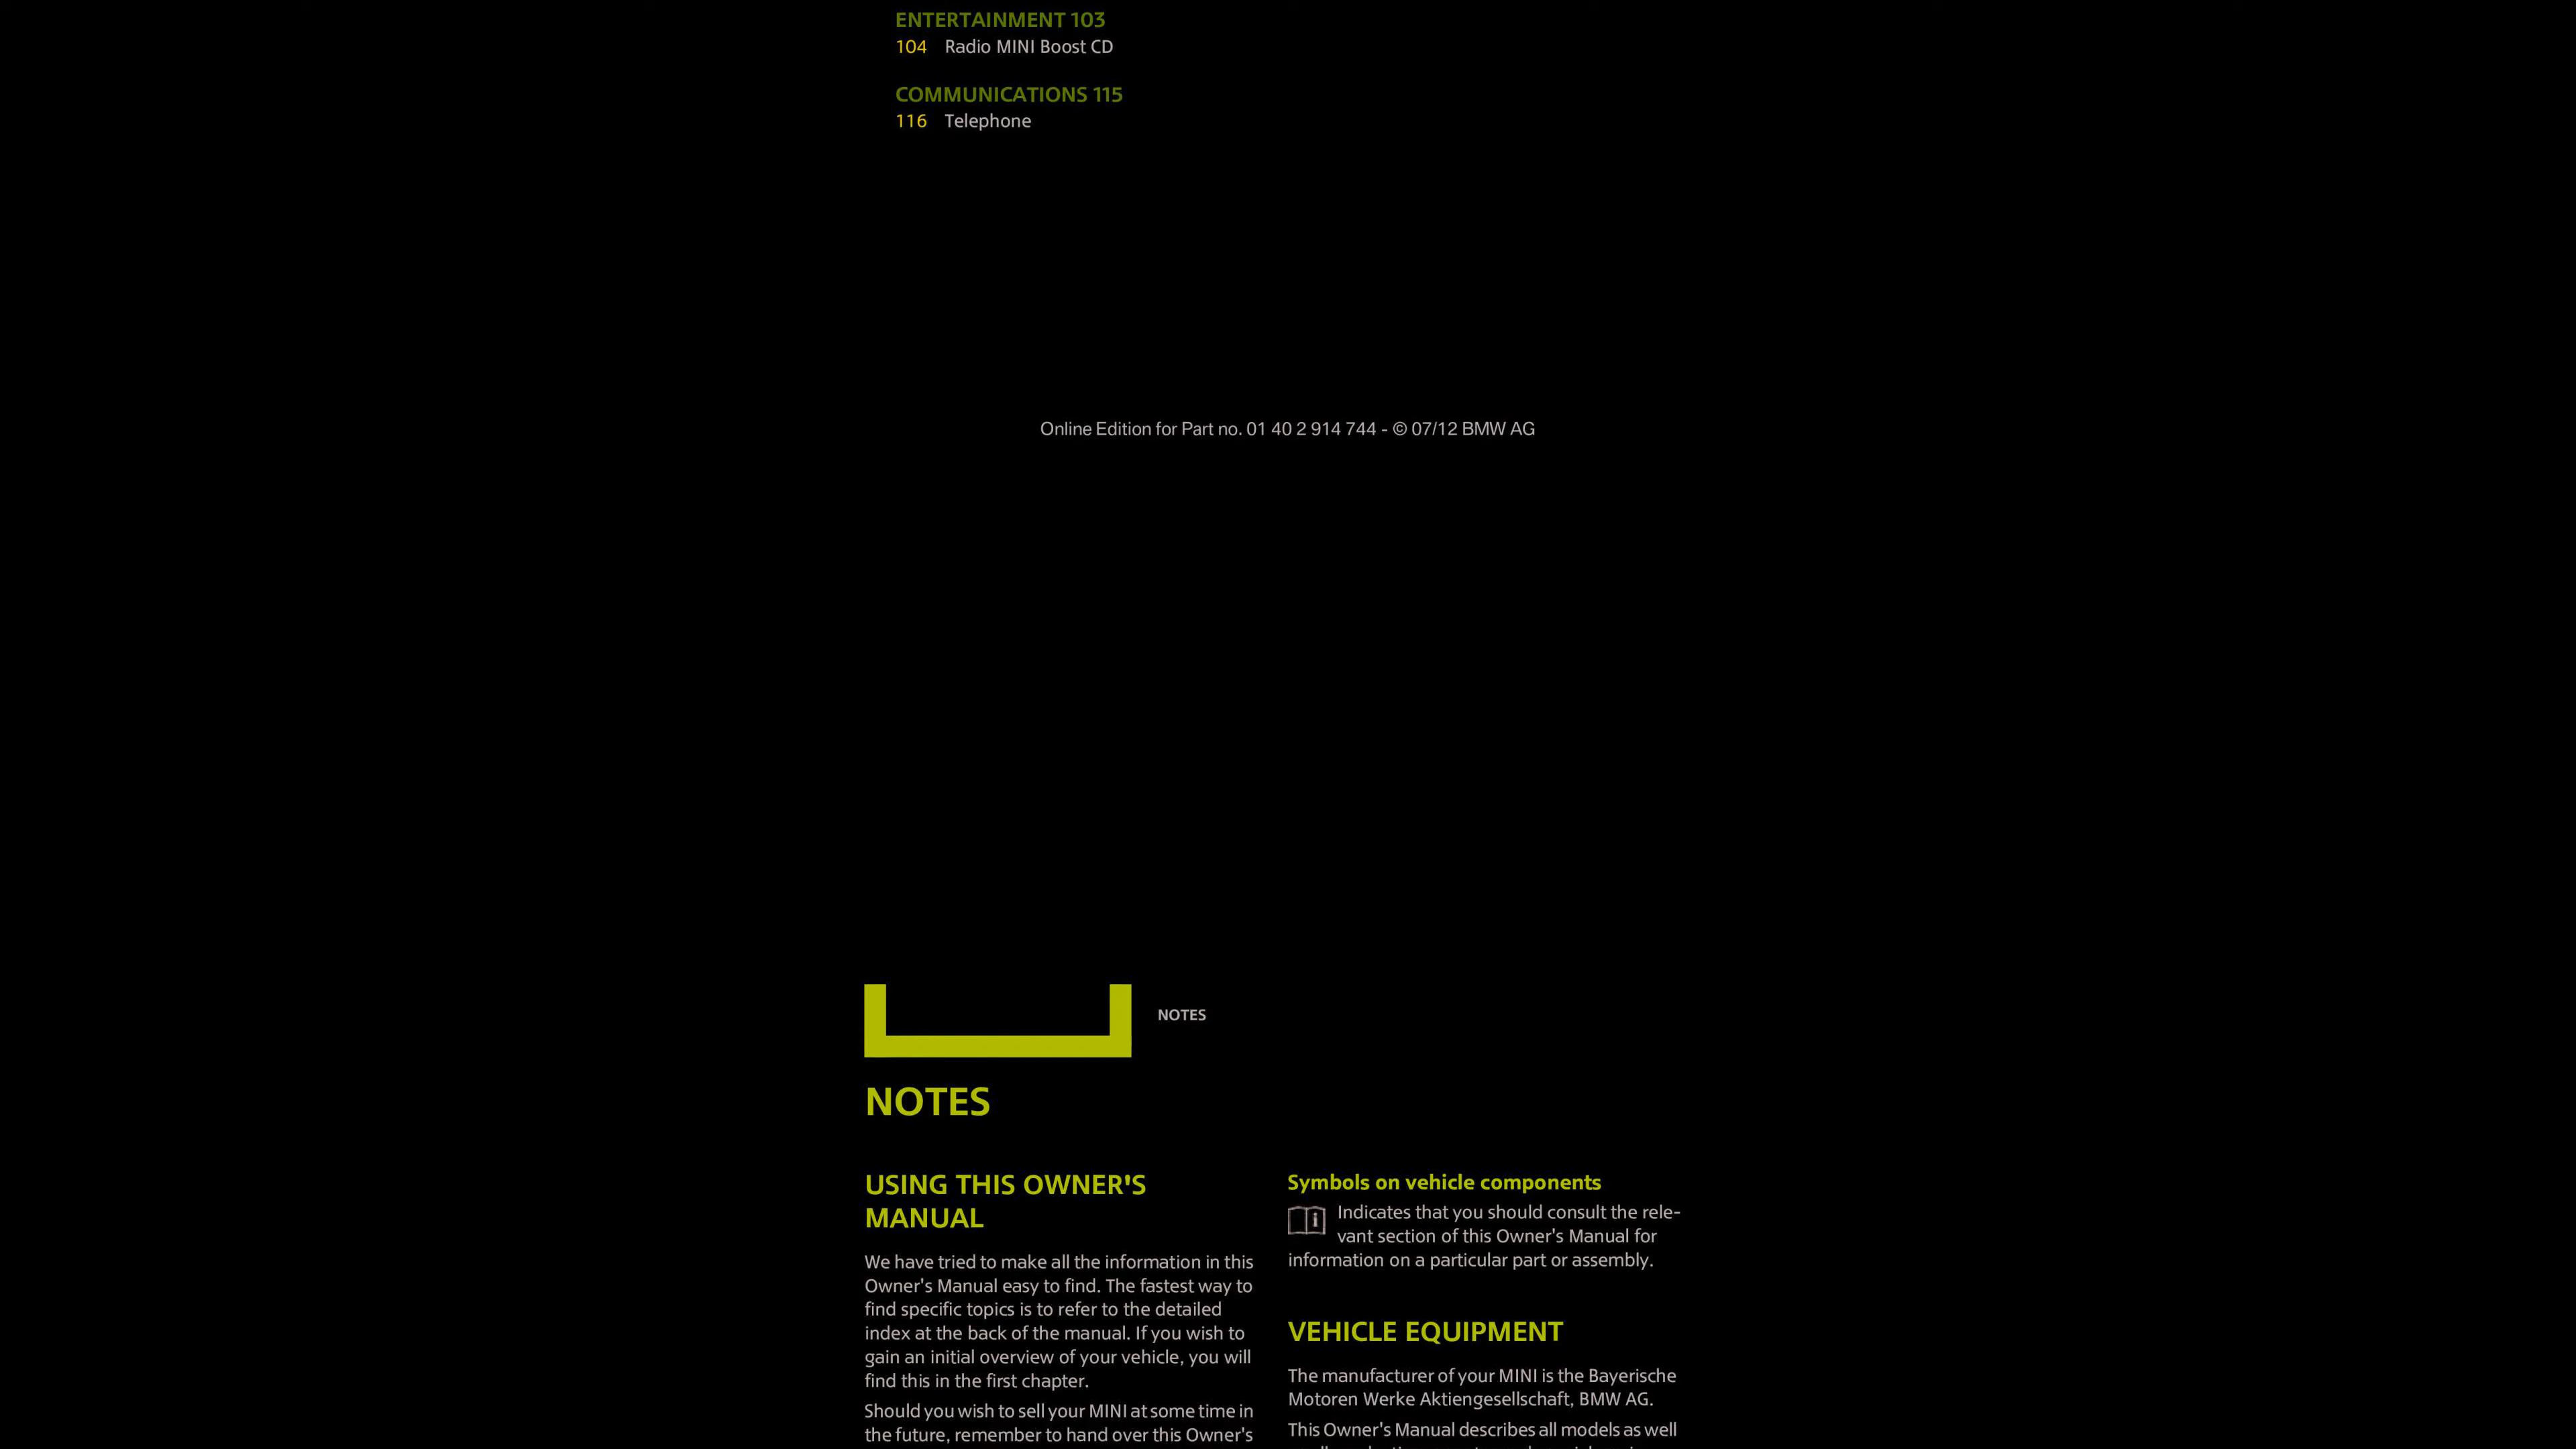 ENTERTAINMENT 103
104 Radio MINI Boost CD
COMMUNICATIONS 115
116 Telephone
Online Edition for Part no. 01 40 2 914 744 - © 07/12 BMW AG
NOTES
NOTES
USING THIS OWNER'S
MANUAL
We have tried to make all the information in this
Owner's Manual easy to find. The fastest way to
find specific topics is to refer to the detailed
index at the back of the manual. If you wish to
gain an initial overview of your vehicle, you will
find this in the first chapter.
Should you wish to sell your MINI at some time in
the future, remember to hand over this Owner's
Symbols on vehicle components
Indicates that you should consult the rele-
vant section of this Owner's Manual for
information on a particular part or assembly.
VEHICLE EQUIPMENT
The manufacturer of your MINI is the Bayerische
Motoren Werke Aktiengesellschaft, BMW AG.
This Owner's Manual describes all models as well